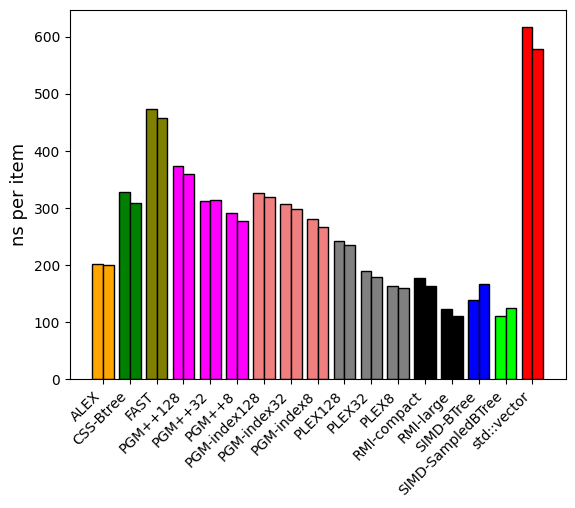 600
500
400
300
200
100
0
ns per item
ALEX
CSS-Btree
FAST
PGM++128
PGM++32
PGM++8
PGM-index128
PGM-index32
PGM-index8
PLEX128
PLEX32
PLEX8
RMI-compact
RMI-large
SIMD-BTree
SIMD-SampledBTree
std::vector